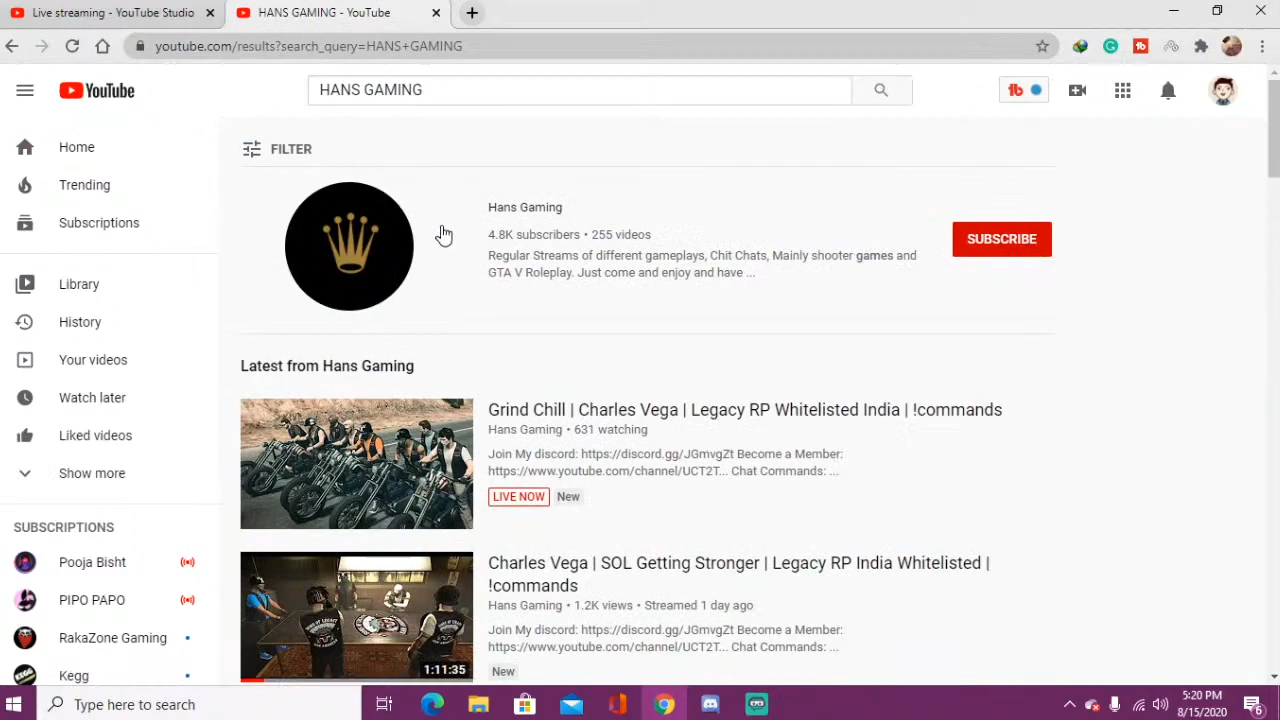 Live streaming - YouTube Studio
HANS GAMING - YouTube
youtube.com/results?search_query=HANS+GAMING
YouTube
HANS GAMING
Home
Trending
Subscriptions
Library
History
Your videos
Watch later
Liked videos
Show more
SUBSCRIPTIONS
Pooja Bisht
PIPO PAPO
RakaZone Gaming
Kegg
FILTER
Hans Gaming
4.8K subscribers • 255 videos
Regular Streams of different gameplays, Chit Chats, Mainly shooter games and
GTA V Roleplay. Just come and enjoy and have ...
SUBSCRIBE
Latest from Hans Gaming
Grind Chill | Charles Vega | Legacy RP Whitelisted India | !commands
Hans Gaming • 631 watching
Join My discord: https://discord.gg/JGmvgZt Become a Member:
https://www.youtube.com/channel/UCT2T... Chat Commands: ...
LIVE NOW New
1:11:35
Charles Vega | SOL Getting Stronger | Legacy RP India Whitelisted |
!commands
Hans Gaming • 1.2K views • Streamed 1 day ago
Join My discord: https://discord.gg/JGmvgZt Become a Member:
https://www.youtube.com/channel/UCT2T... Chat Commands: ...
New
Type here to search
5:20 PM
8/15/2020
6